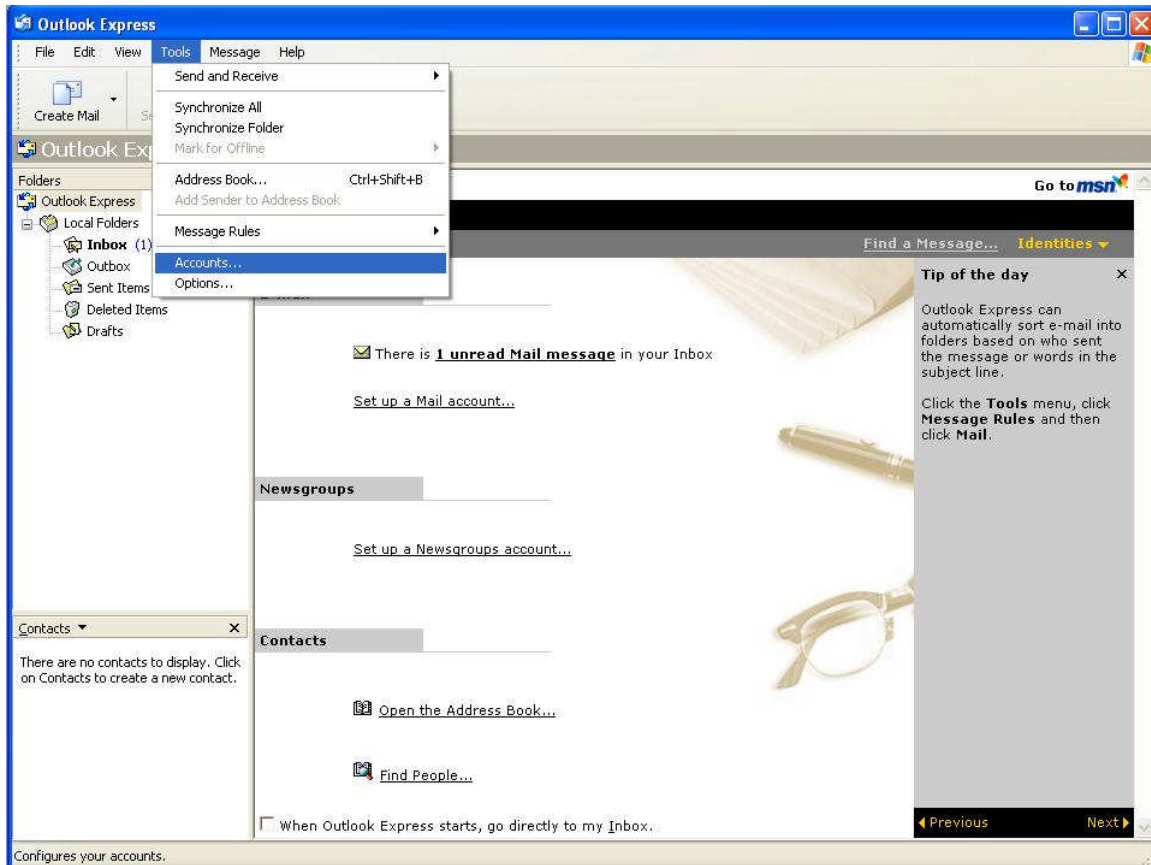 Outlook Express
File Edit View Tools Message Help
Create Mail
Outlook Ex
Send and Receive
Synchronize All
Synchronize Folder
Mark for Offline
Address Book... Ctrl+Shift+B
Add Sender to Address Book
Message Rules
Accounts...
Options...
Folders
Outlook Express
Local Folders
Inbox (1)
Outbox
Sent Items
Deleted Items
Drafts
Contacts
There are no contacts to display. Click
on Contacts to create a new contact.
Go to msn
Find a Message... Identities
There is 1 unread Mail message in your Inbox
Set up a Mail account...
Newsgroups
Set up a Newsgroups account...
Contacts
Open the Address Book...
Find People...
When Outlook Express starts, go directly to my Inbox.
Tip of the day
Outlook Express can
automatically sort e-mail into
folders based on who sent
the message or words in the
subject line.
Click the Tools menu, click
Message Rules and then
click Mail.
Previous Next
Configures your accounts.